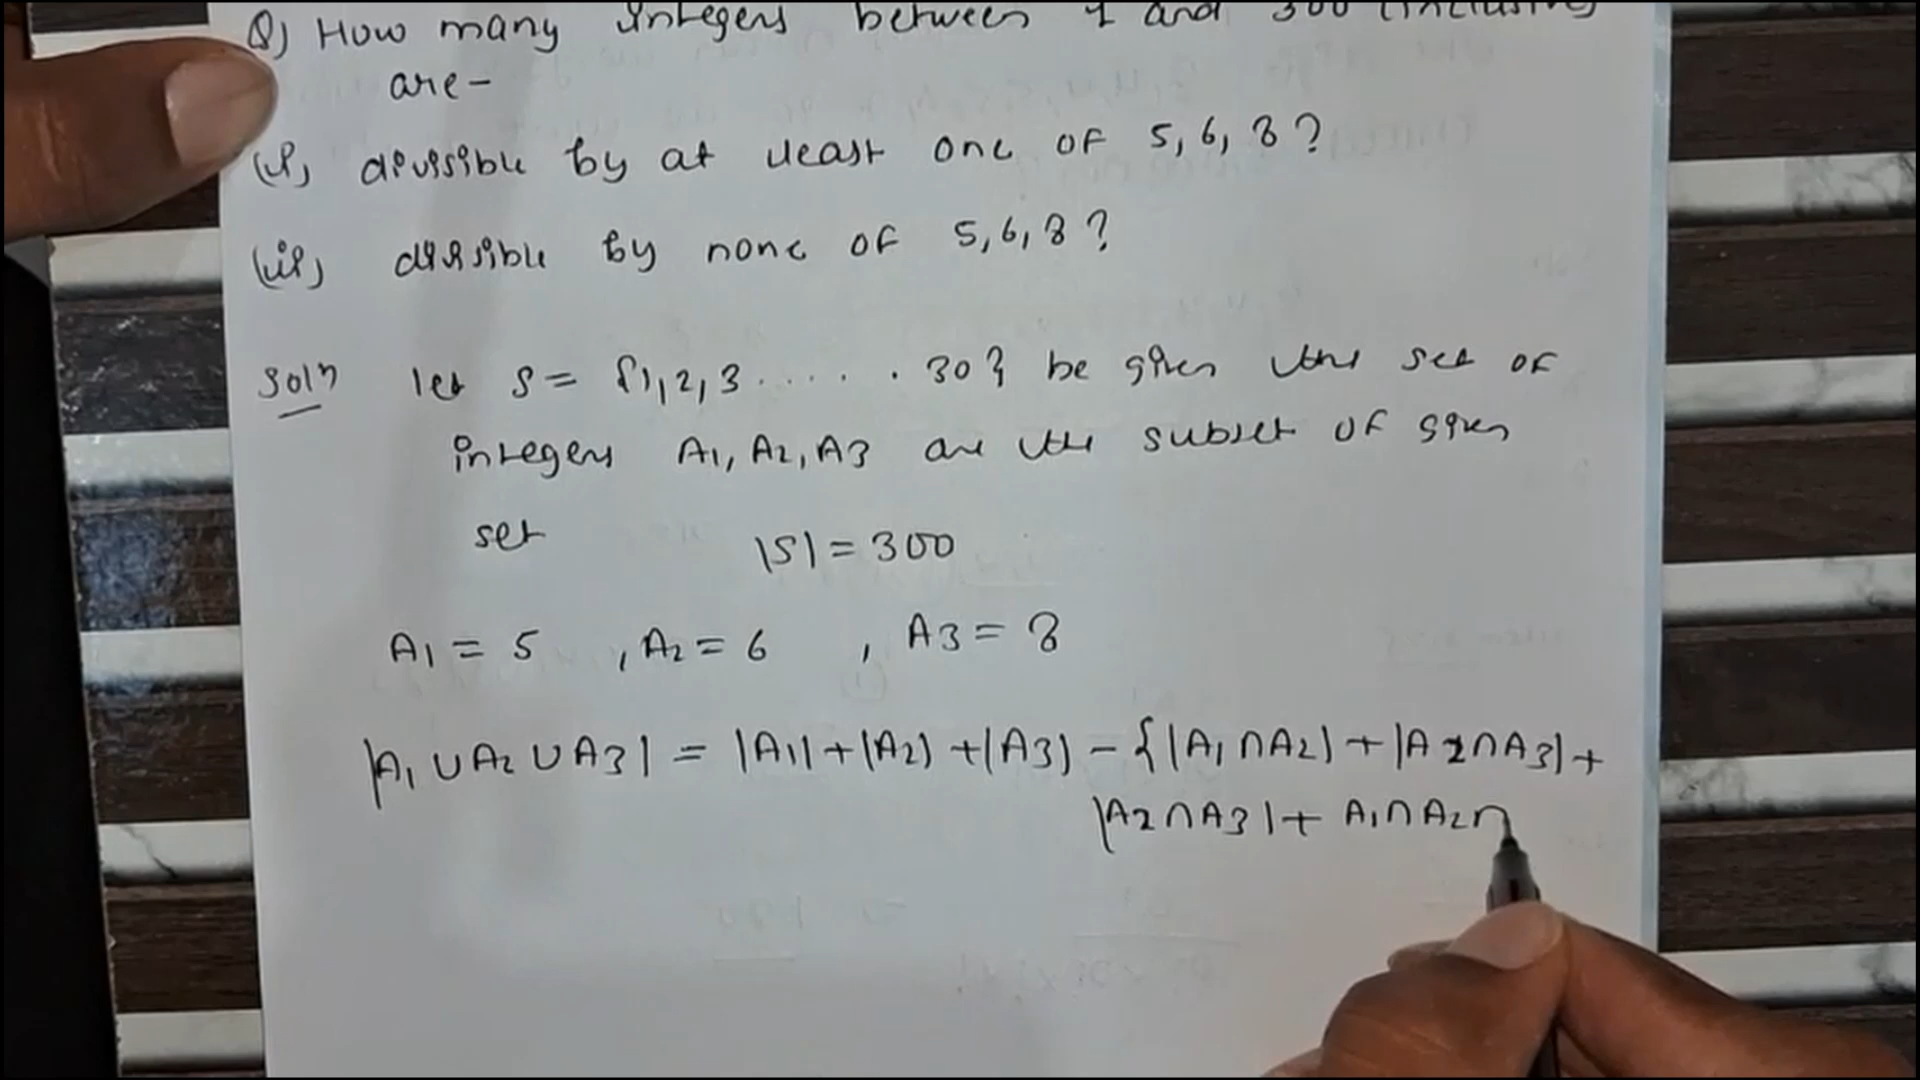 Q) How many integers between 1 and 300 (inclusive)
are-
(i) divisible by at least one of 5, 6, 8?
(ii) divisible by none of 5, 6, 8?
Soln let S = {1, 2, 3 . . . . . 30} be given the set of
integers A1, A2, A3 are the subset of given
set |S| = 300
A1 = 5 , A2 = 6 , A3 = 8
|A1 ∪ A2 ∪ A3| = |A1| + |A2| + |A3| - {|A1 ∩ A2| + |A2 ∩ A3| +
|A2 ∩ A3| + A1 ∩ A2 ∩